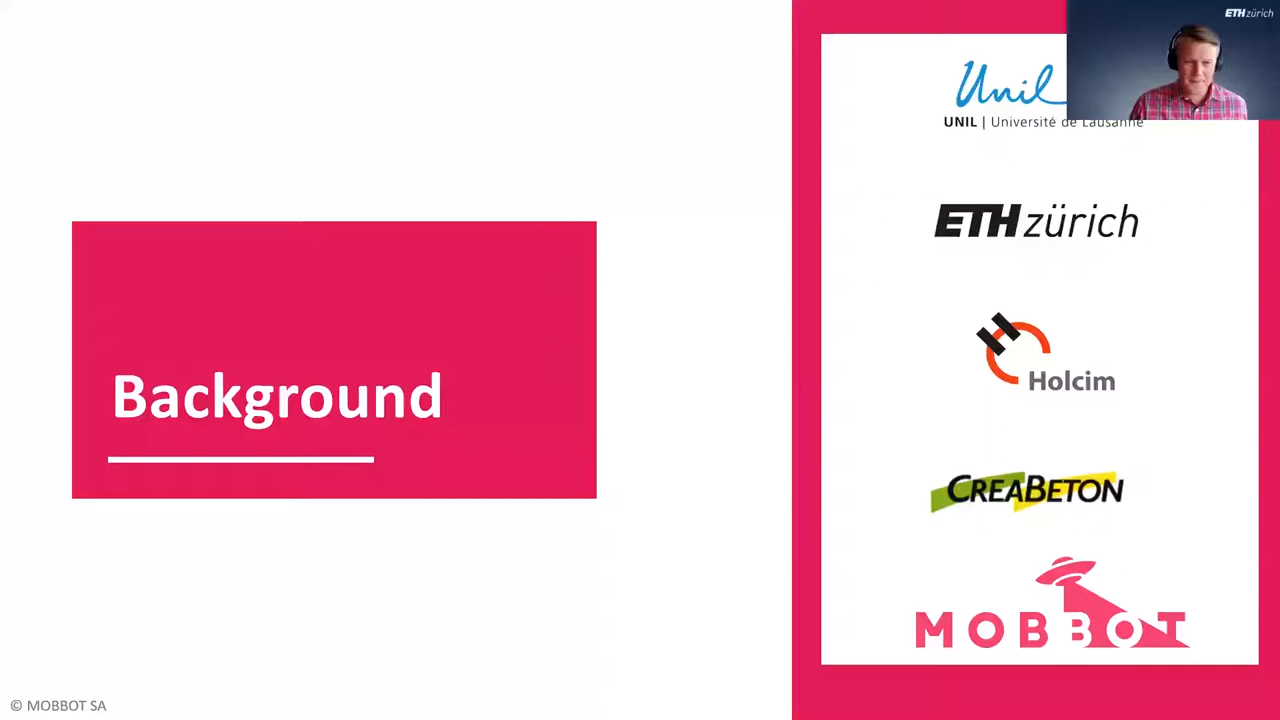 ETH zürich
Unil
UNIL | Université de Lausanne
ETH zürich
Holcim
Background
CREABETON
MOBBOT
© MOBBOT SA